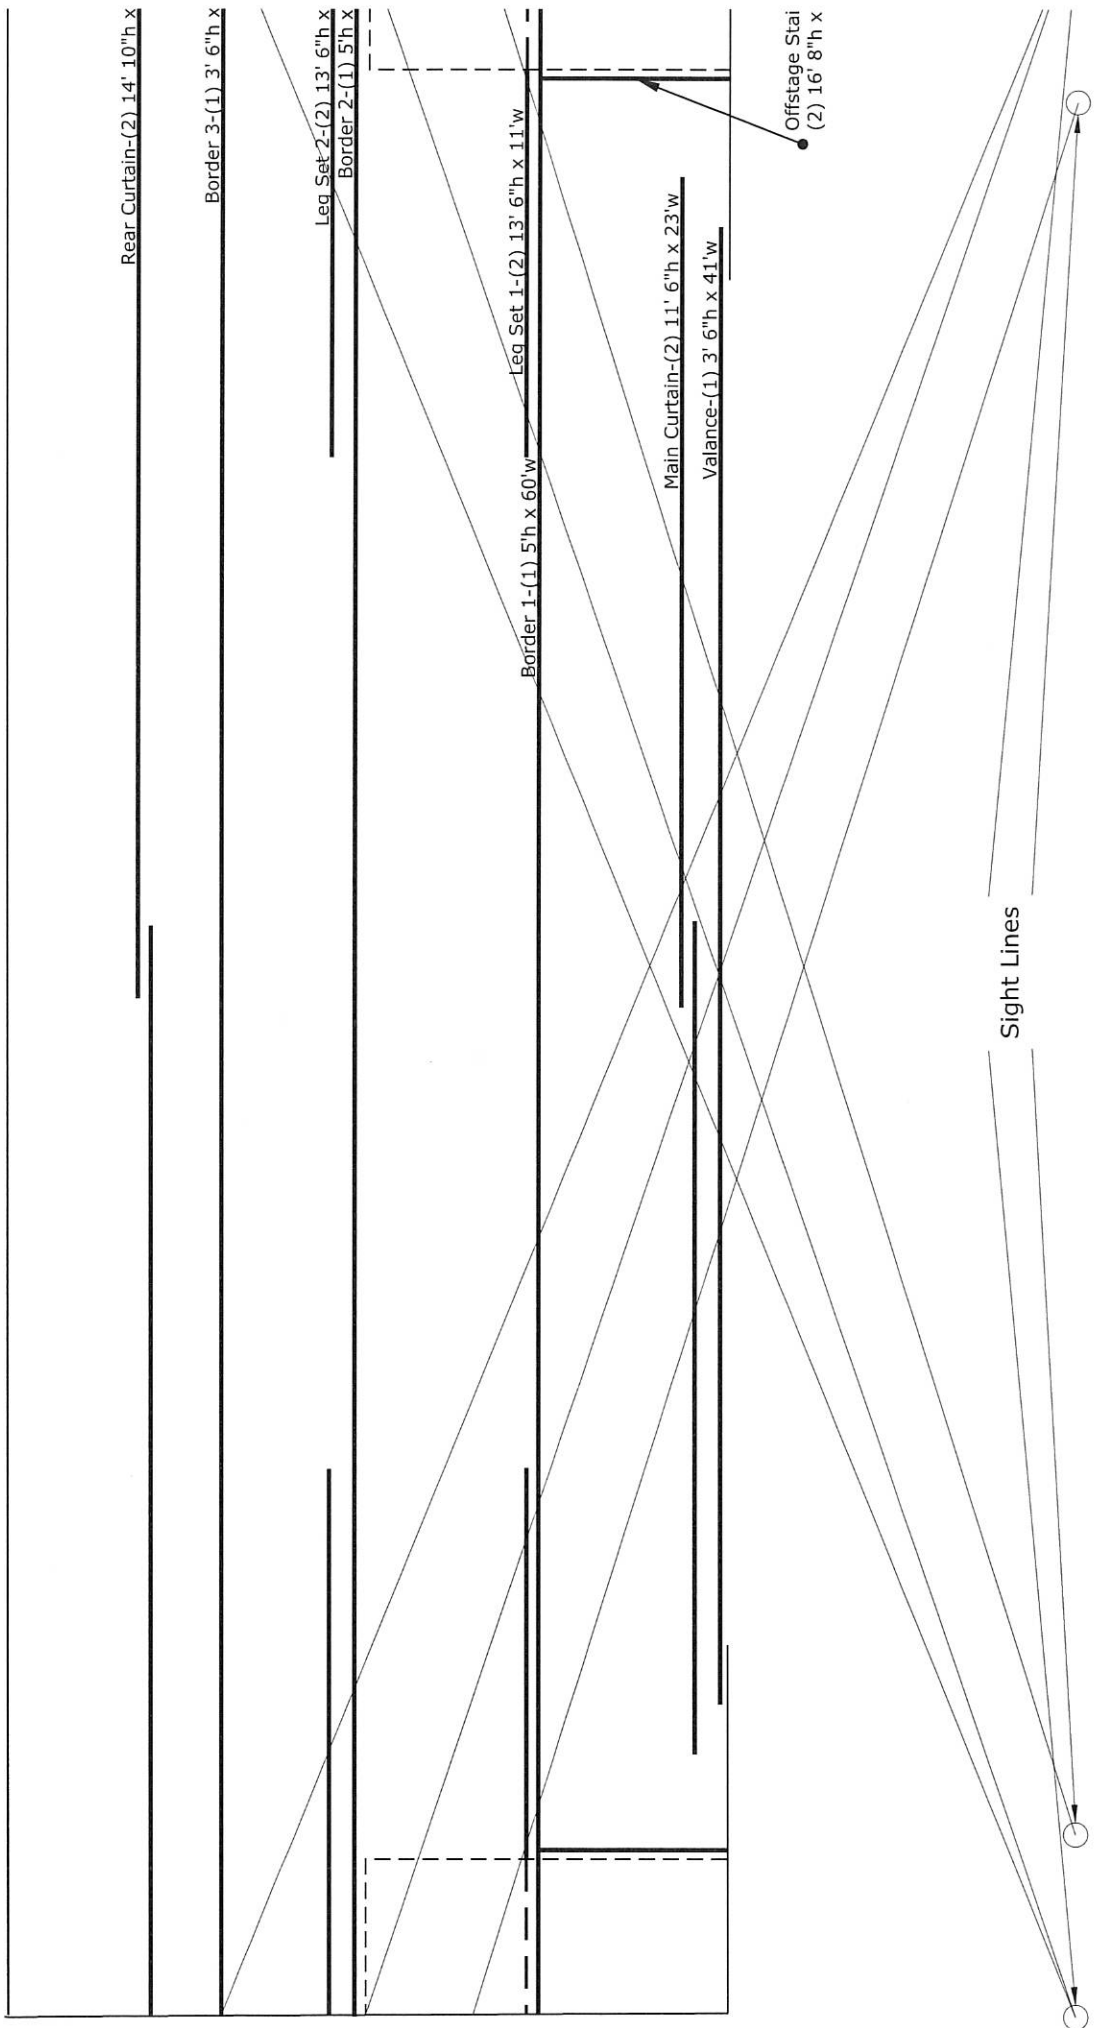 Rear Curtain-(2) 14' 10"h x
Border 3-(1) 3' 6"h x
Leg Set 2-(2) 13' 6"h x
Border 2-(1) 5'h x
Leg Set 1-(2) 13' 6"h x 11'w
Border 1-(1) 5'h x 60'w
Main Curtain-(2) 11' 6"h x 23'w
Valance-(1) 3' 6"h x 41'w
Offstage Stai
(2) 16' 8"h x
Sight Lines